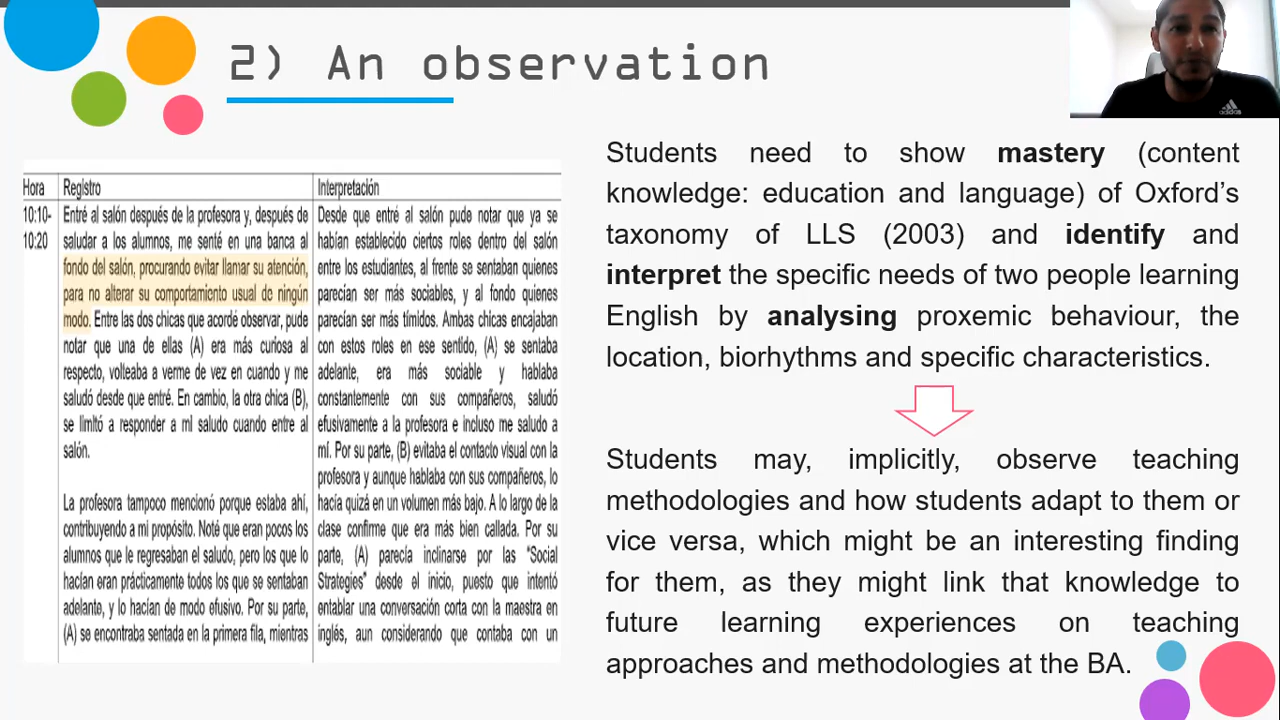 2) An observation
adidas
Hora Registro Interpretación
10:10-
10:20
Entré al salón después de la profesora y, después de
saludar a los alumnos, me senté en una banca al
fondo del salón, procurando evitar llamar su atención,
para no alterar su comportamiento usual de ningún
modo. Entre las dos chicas que acordé observar, pude
notar que una de ellas (A) era más curiosa al
respecto, volteaba a verme de vez en cuando y me
saludó desde que entré. En cambio, la otra chica (B),
se limitó a responder a mi saludo cuando entre al
salón.
La profesora tampoco mencionó porque estaba ahí,
contribuyendo a mi propósito. Noté que eran pocos los
alumnos que le regresaban el saludo, pero los que lo
hacían eran prácticamente todos los que se sentaban
adelante, y lo hacían de modo efusivo. Por su parte,
(A) se encontraba sentada en la primera fila, mientras
Desde que entré al salón pude notar que ya se
habían establecido ciertos roles dentro del salón
entre los estudiantes, al frente se sentaban quienes
parecían ser más sociables, y al fondo quienes
parecían ser más tímidos. Ambas chicas encajaban
con estos roles en ese sentido, (A) se sentaba
adelante, era más sociable y hablaba
constantemente con sus compañeros, saludó
efusivamente a la profesora e incluso me saludo a
mí. Por su parte, (B) evitaba el contacto visual con la
profesora y aunque hablaba con sus compañeros, lo
hacía quizá en un volumen más bajo. A lo largo de la
clase confirme que era más bien callada. Por su
parte, (A) parecía inclinarse por las "Social
Strategies" desde el inicio, puesto que intentó
entablar una conversación corta con la maestra en
inglés, aun considerando que contaba con un
Students need to show mastery (content
knowledge: education and language) of Oxford's
taxonomy of LLS (2003) and identify and
interpret the specific needs of two people learning
English by analysing proxemic behaviour, the
location, biorhythms and specific characteristics.
Students may, implicitly, observe teaching
methodologies and how students adapt to them or
vice versa, which might be an interesting finding
for them, as they might link that knowledge to
future learning experiences on teaching
approaches and methodologies at the BA.